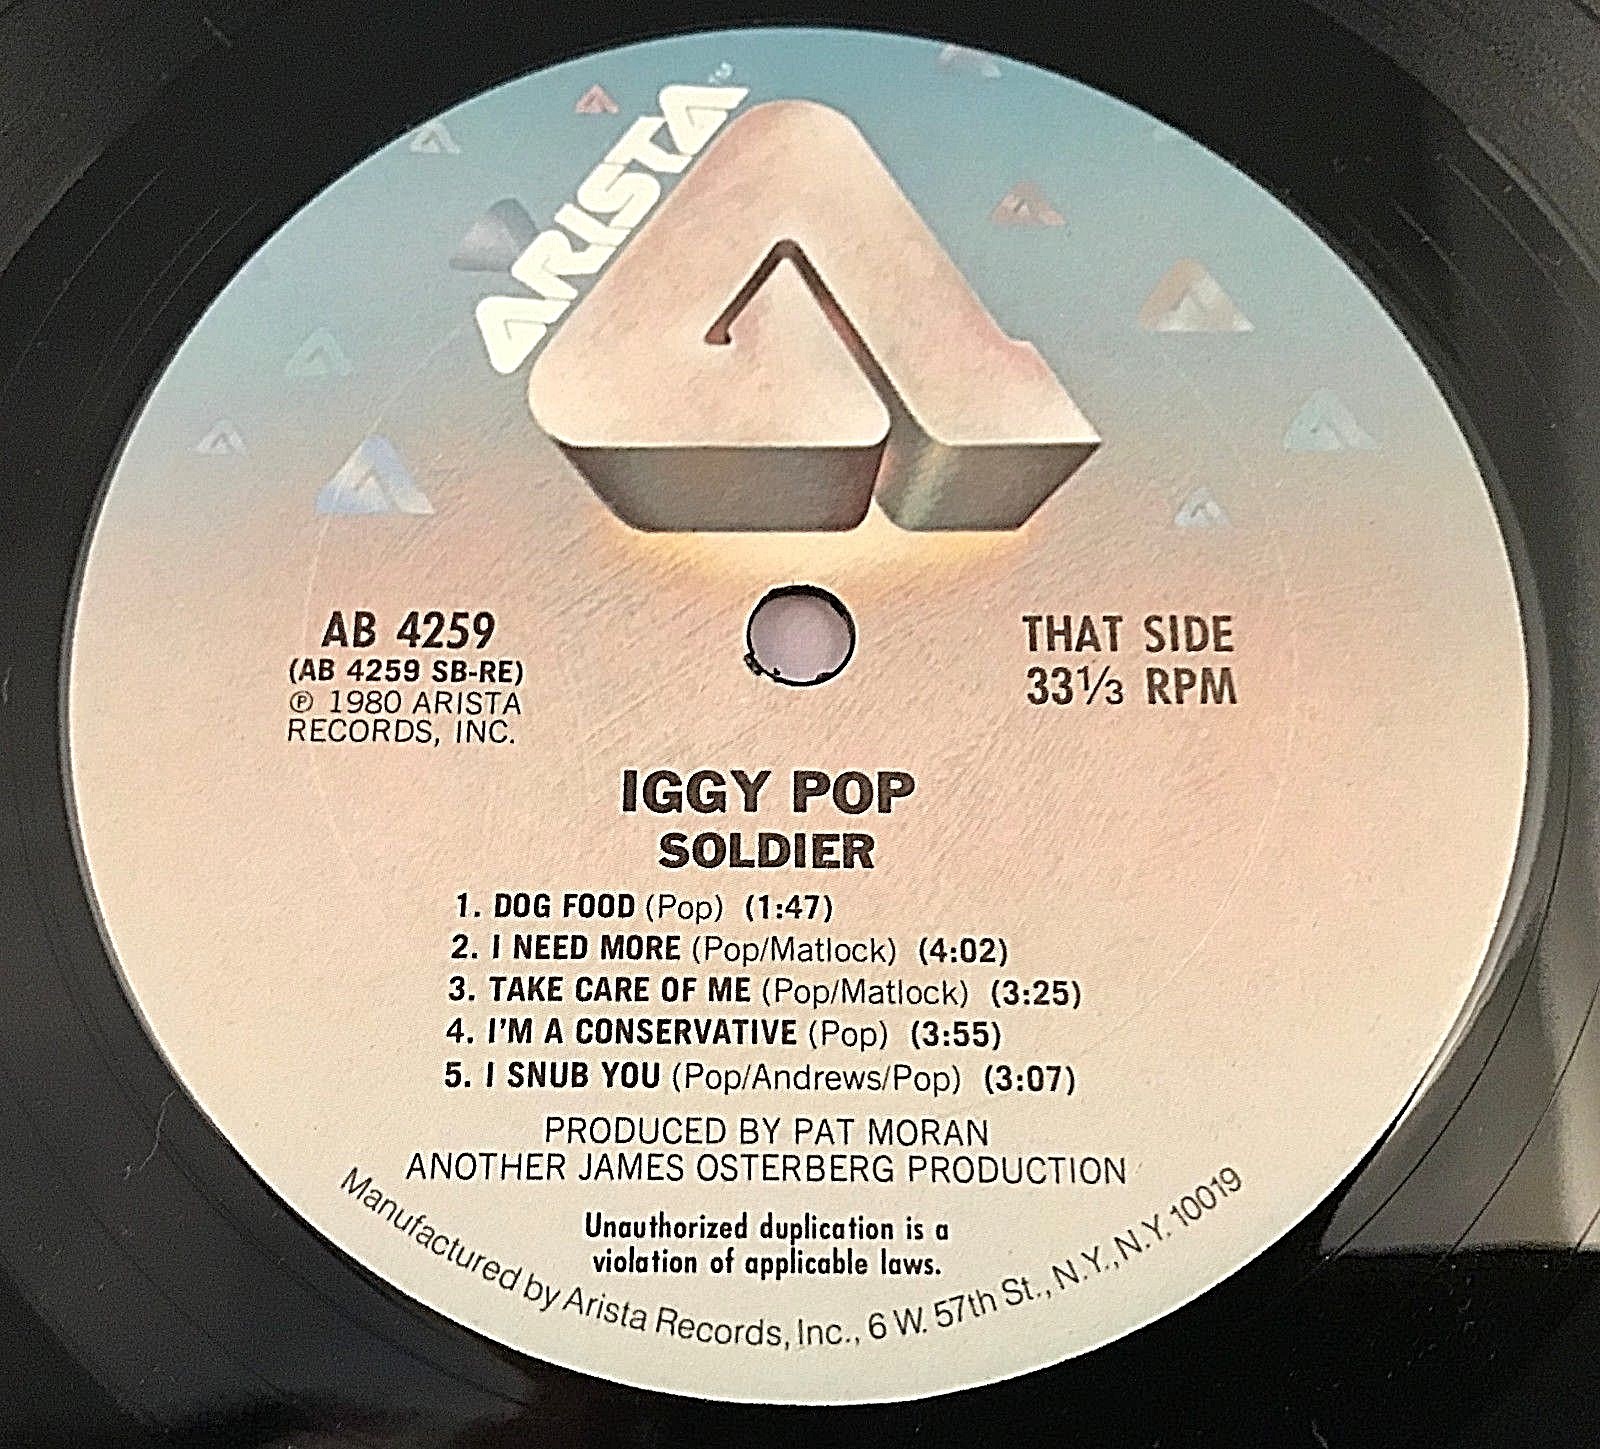 ARISTA™
AB 4259
(AB 4259 SB-RE)
℗ 1980 ARISTA
RECORDS, INC.
THAT SIDE
33⅓ RPM
IGGY POP
SOLDIER
1. DOG FOOD (Pop) (1:47)
2. I NEED MORE (Pop/Matlock) (4:02)
3. TAKE CARE OF ME (Pop/Matlock) (3:25)
4. I'M A CONSERVATIVE (Pop) (3:55)
5. I SNUB YOU (Pop/Andrews/Pop) (3:07)
PRODUCED BY PAT MORAN
ANOTHER JAMES OSTERBERG PRODUCTION
Unauthorized duplication is a
violation of applicable laws.
Manufactured by Arista Records, Inc., 6 W. 57th St., N.Y., N.Y. 10019